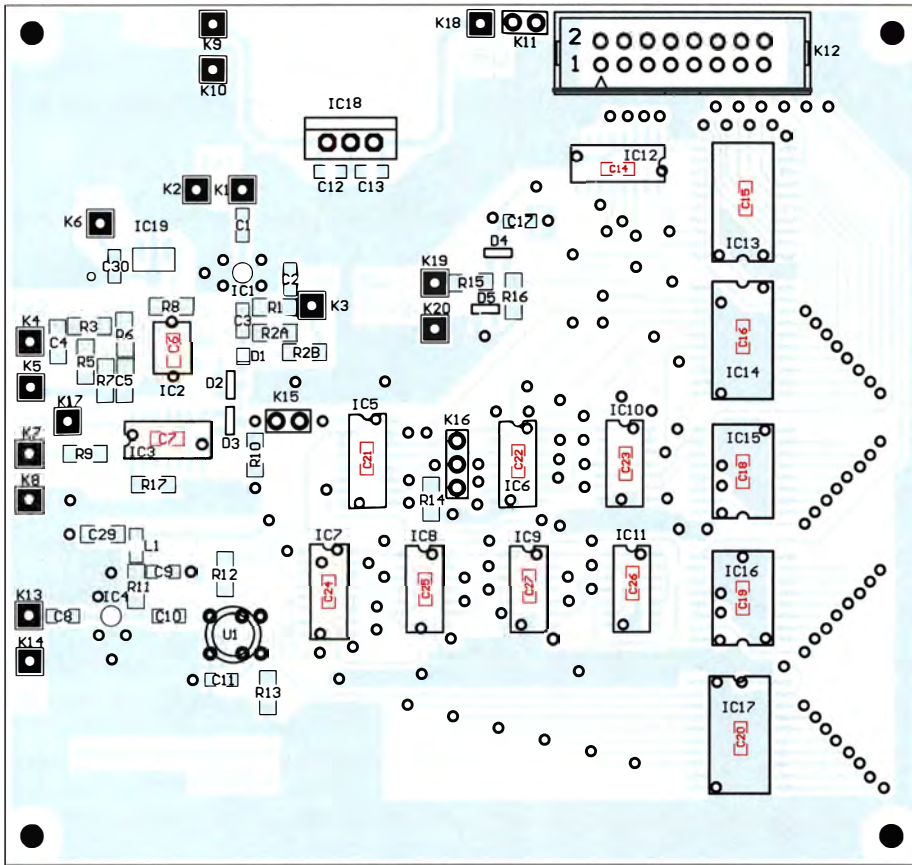 K9
K18
K11
2
1
K12
K10
IC18
C12
C13
IC12
C14
C15
IC13
K2
K1
K6
IC19
C1
C17
D4
C30
IC1
C2
K19
R15
D5
R16
K3
R8
C3
R1
R2A
R2B
D1
K20
K4
C4
R3
R6
R5
R7
C5
C6
IC2
K5
D2
C16
IC14
K17
D3
K15
IC5
K16
IC10
IC15
K7
R9
C7
IC3
R10
C21
C22
IC6
C23
C18
K8
R17
R14
C29
L1
IC7
IC8
IC9
IC11
IC16
C9
R12
R11
IC4
C24
C25
C27
C26
C19
K13
C8
C10
U1
K14
C11
R13
IC17
C20